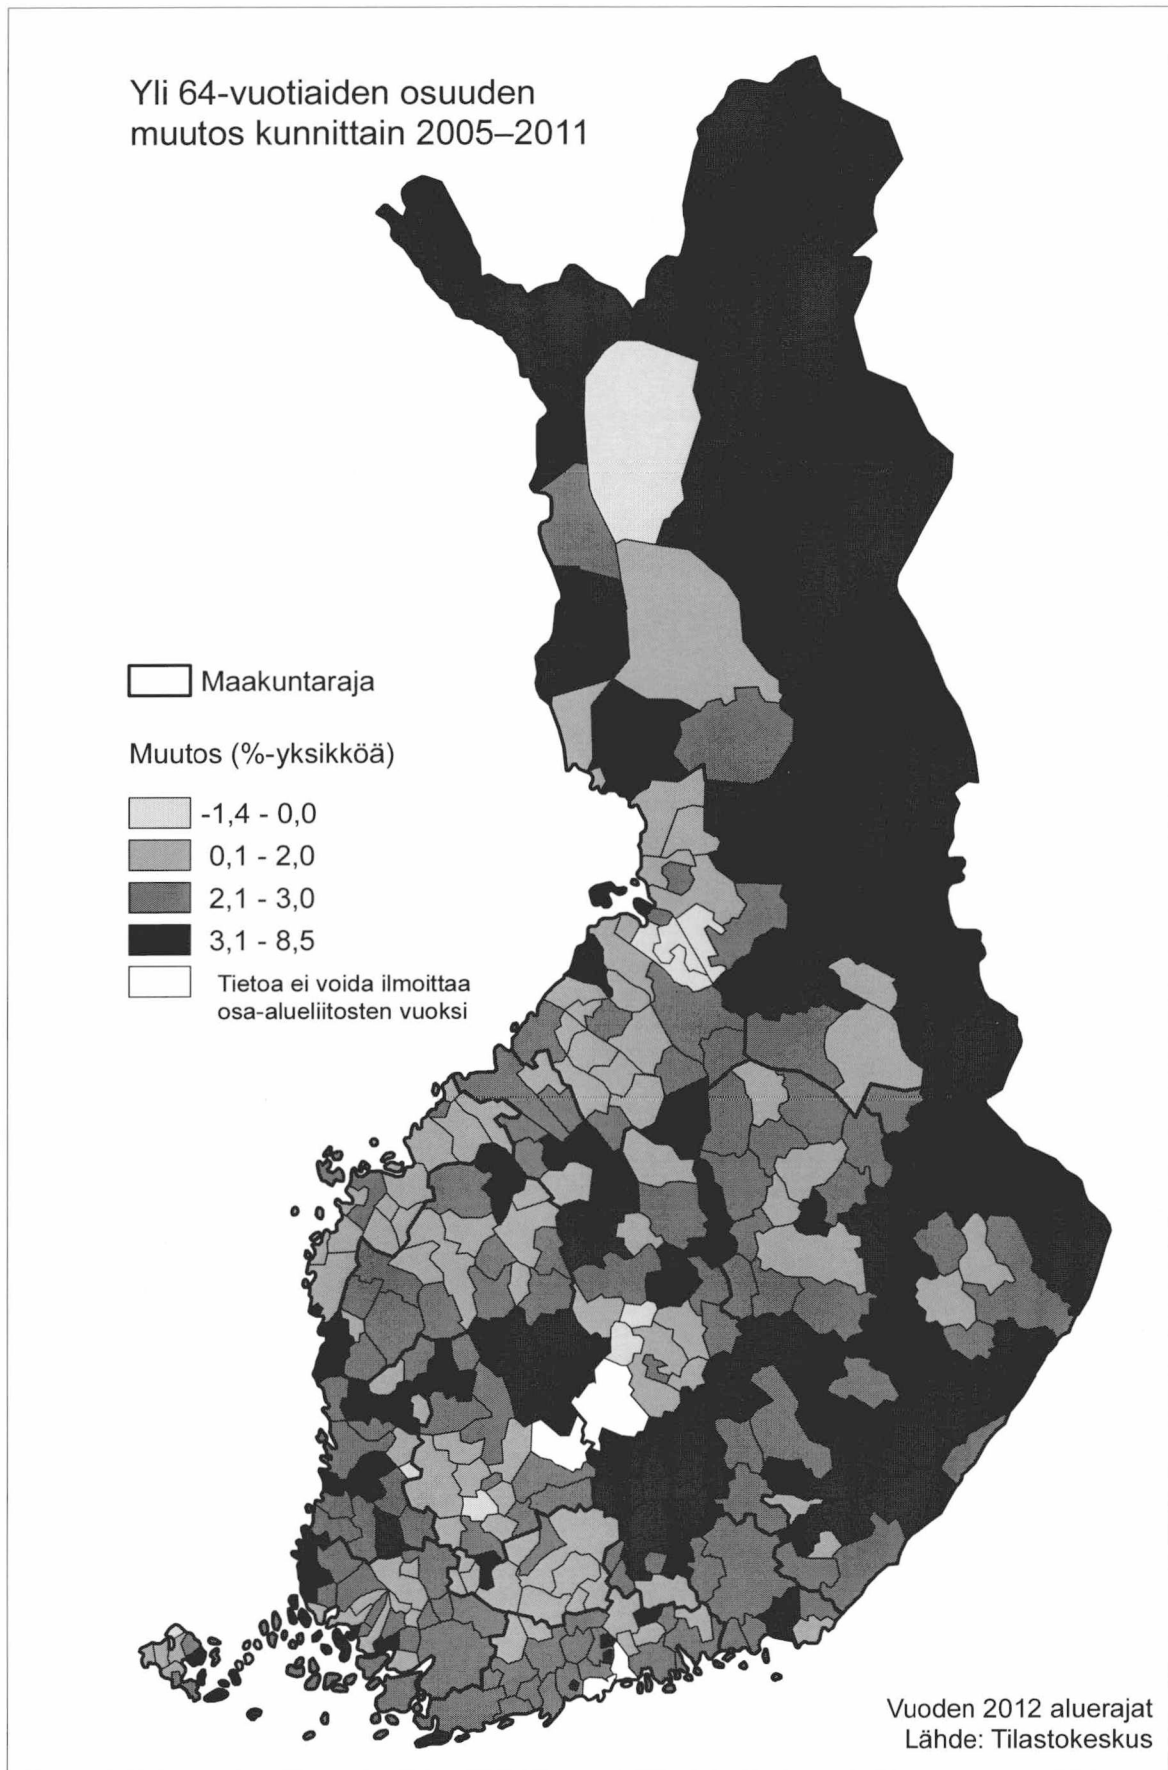 Yli 64-vuotiaiden osuuden
muutos kunnittain 2005–2011
Maakuntaraja
Muutos (%-yksikköä)
-1,4 - 0,0
0,1 - 2,0
2,1 - 3,0
3,1 - 8,5
Tietoa ei voida ilmoittaa
osa-alueliitosten vuoksi
Vuoden 2012 aluerajat
Lähde: Tilastokeskus